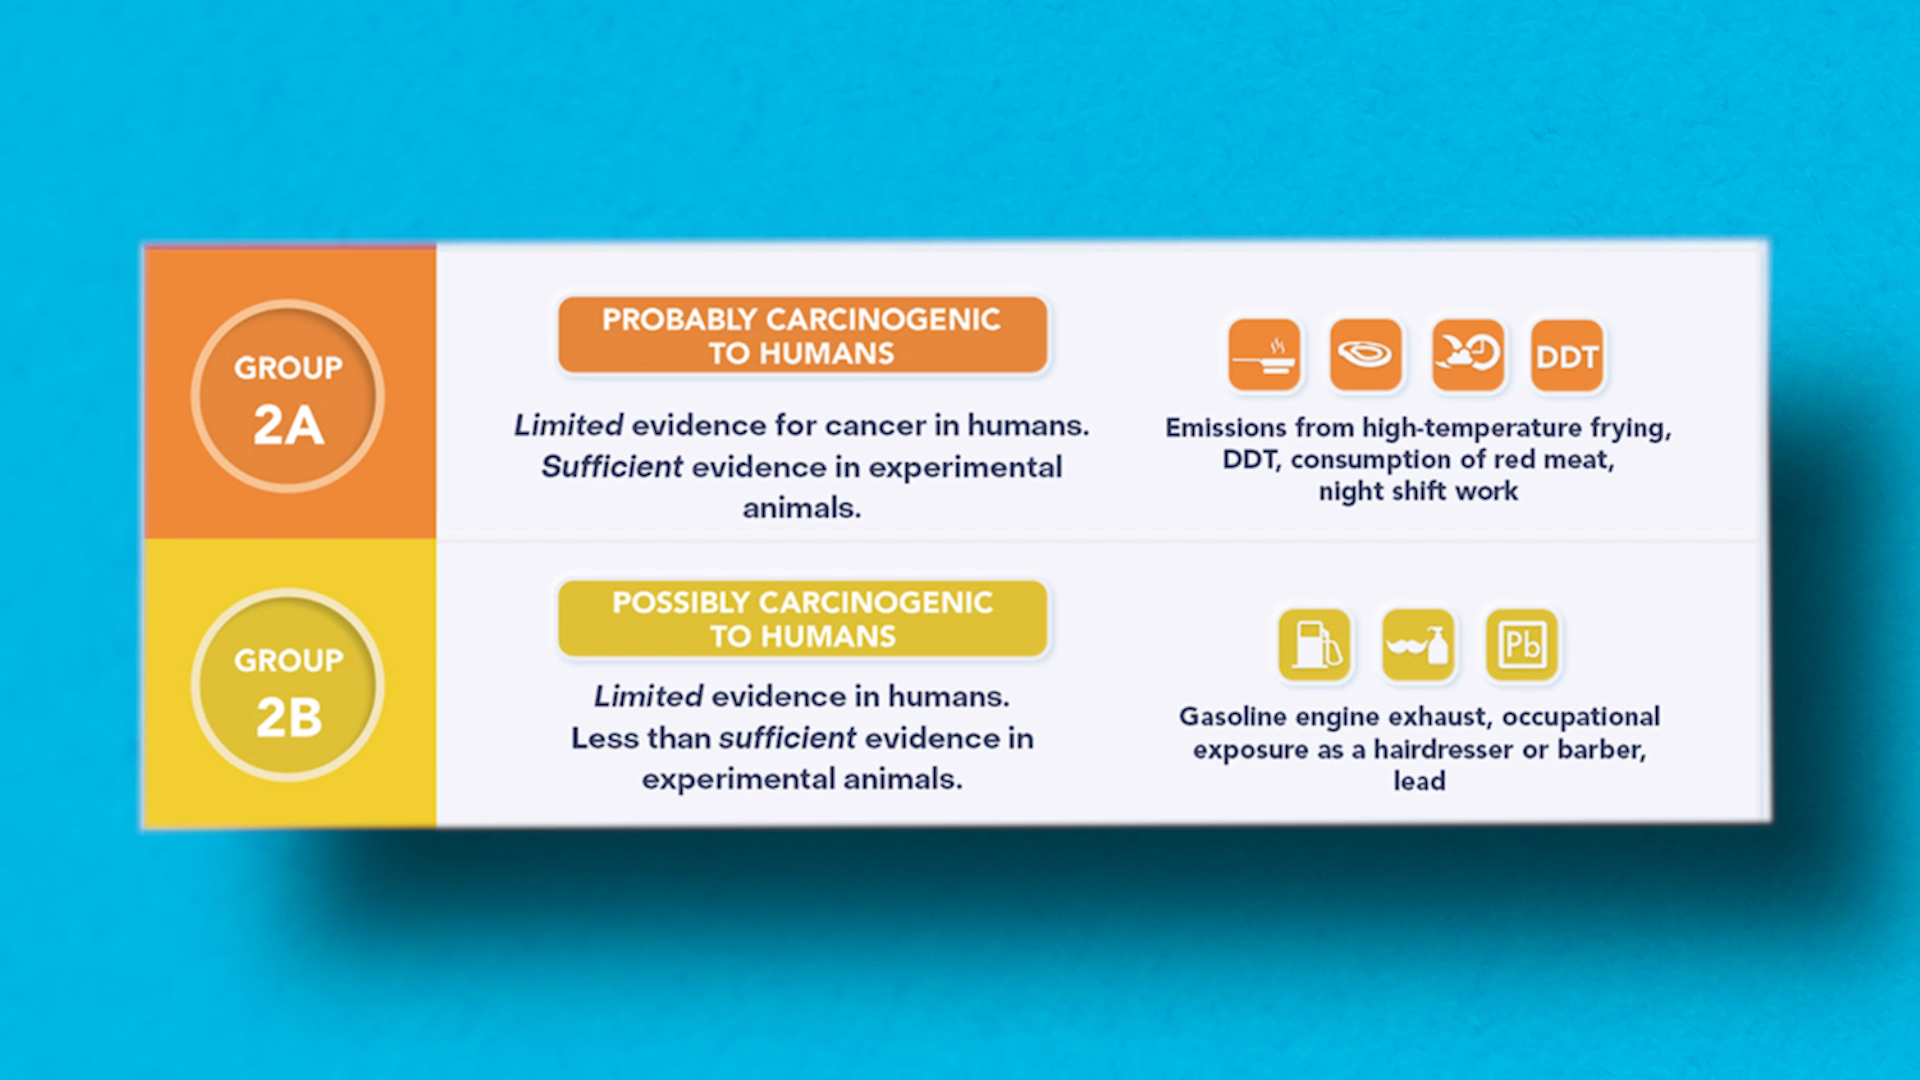 GROUP
2A
PROBABLY CARCINOGENIC
TO HUMANS
Limited evidence for cancer in humans.
Sufficient evidence in experimental
animals.
DDT
Emissions from high-temperature frying,
DDT, consumption of red meat,
night shift work
GROUP
2B
POSSIBLY CARCINOGENIC
TO HUMANS
Limited evidence in humans.
Less than sufficient evidence in
experimental animals.
Pb
Gasoline engine exhaust, occupational
exposure as a hairdresser or barber,
lead